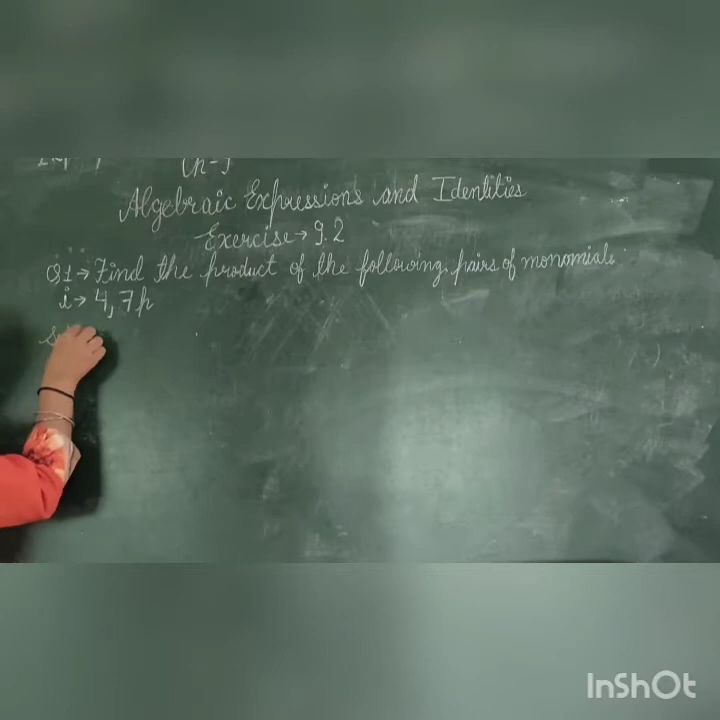 Algebraic Expressions and Identities
Exercise→ 9.2
Q1→ Find the product of the following pairs of monomials.
i→ 4, 7p
InShOt